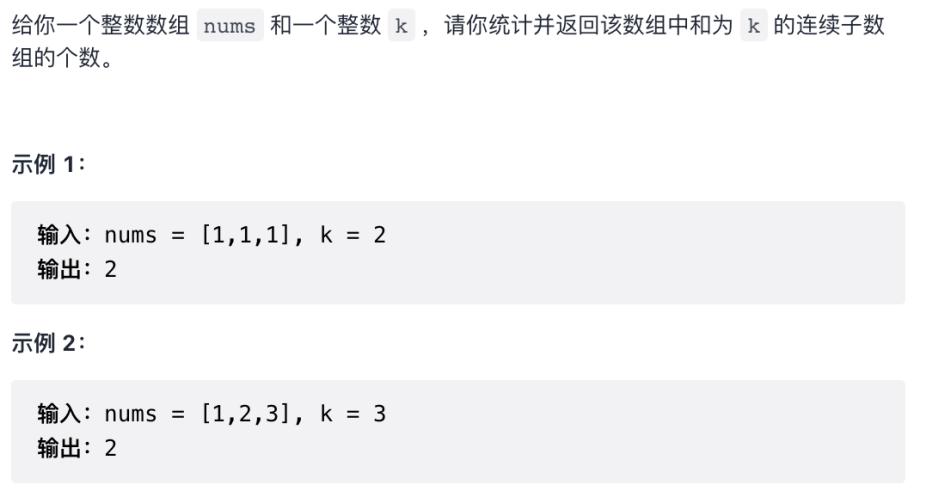 给你一个整数数组 nums 和一个整数 k ，请你统计并返回该数组中和为 k 的连续子数
组的个数。
示例 1：
输入：nums = [1,1,1], k = 2
输出：2
示例 2：
输入：nums = [1,2,3], k = 3
输出：2